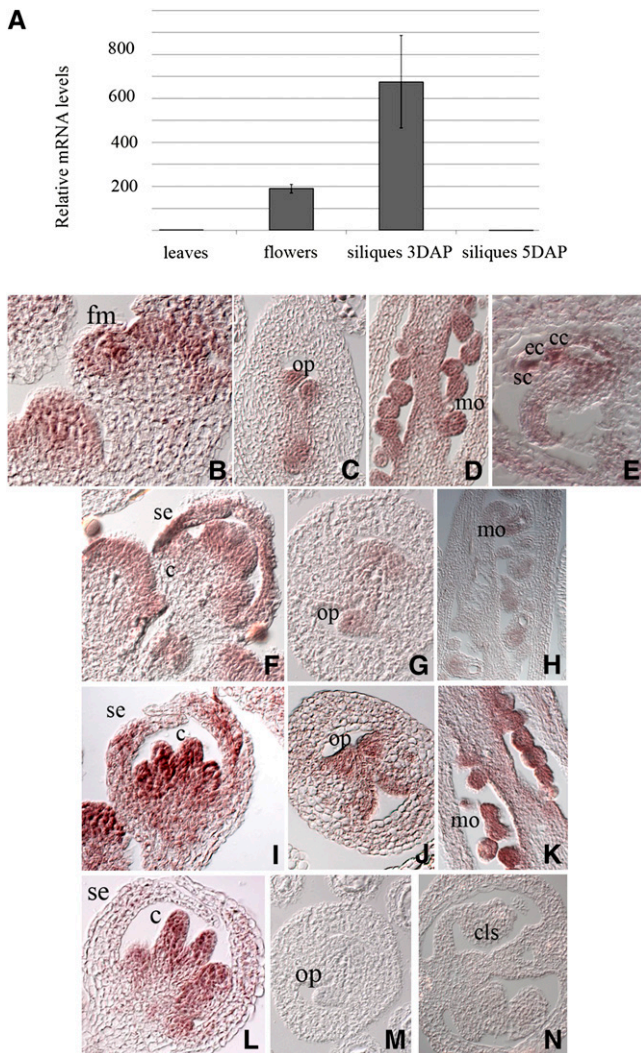 A
Relative mRNA levels
800
600
400
200
leaves
flowers
siliques 3DAP
siliques 5DAP
fm
B
op
C
mo
D
ec
cc
sc
E
se
c
F
op
G
mo
H
se
c
I
op
J
mo
K
se
c
L
op
M
cls
N